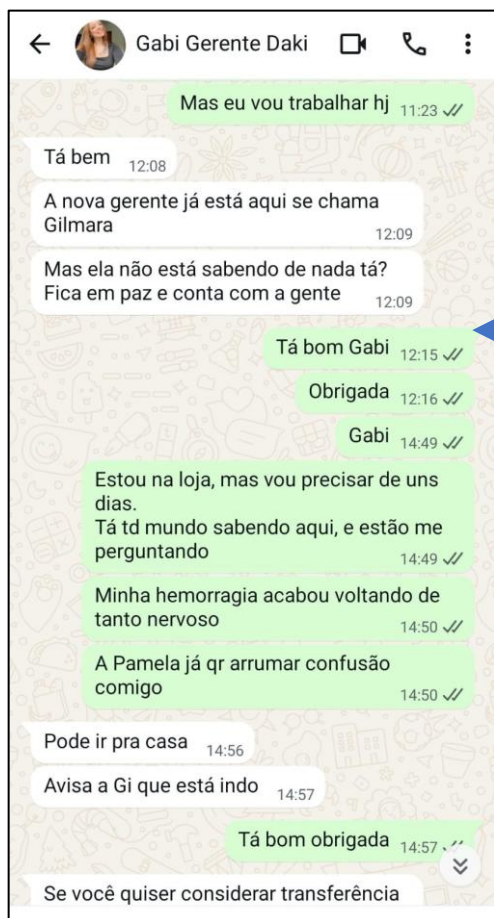 Gabi Gerente Daki
Mas eu vou trabalhar hj 11:23
Tá bem 12:08
A nova gerente já está aqui se chama
Gilmara
12:09
Mas ela não está sabendo de nada tá?
Fica em paz e conta com a gente 12:09
Tá bom Gabi 12:15
Obrigada 12:16
Gabi 14:49
Estou na loja, mas vou precisar de uns
dias.
Tá td mundo sabendo aqui, e estão me
perguntando 14:49
Minha hemorragia acabou voltando de
tanto nervoso 14:50
A Pamela já qr arrumar confusão
comigo 14:50
Pode ir pra casa 14:56
Avisa a Gi que está indo 14:57
Tá bom obrigada 14:57
Se você quiser considerar transferência